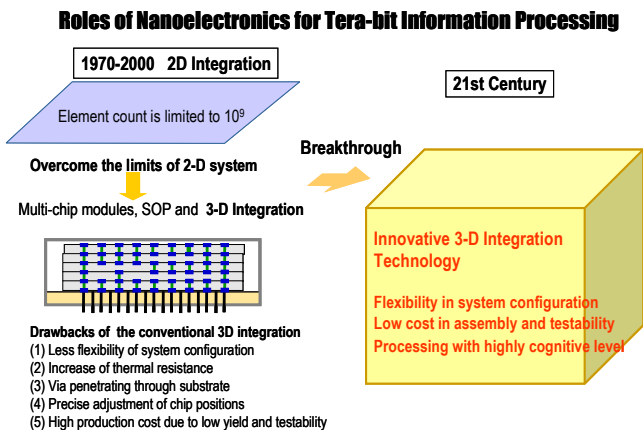 Roles of Nanoelectronics for Tera-bit Information Processing
1970-2000 2D Integration
Element count is limited to 10⁹
Overcome the limits of 2-D system
Multi-chip modules, SOP and 3-D Integration
Drawbacks of the conventional 3D integration
(1) Less flexibility of system configuration
(2) Increase of thermal resistance
(3) Via penetrating through substrate
(4) Precise adjustment of chip positions
(5) High production cost due to low yield and testability
Breakthrough
21st Century
Innovative 3-D Integration
Technology
Flexibility in system configuration
Low cost in assembly and testability
Processing with highly cognitive level